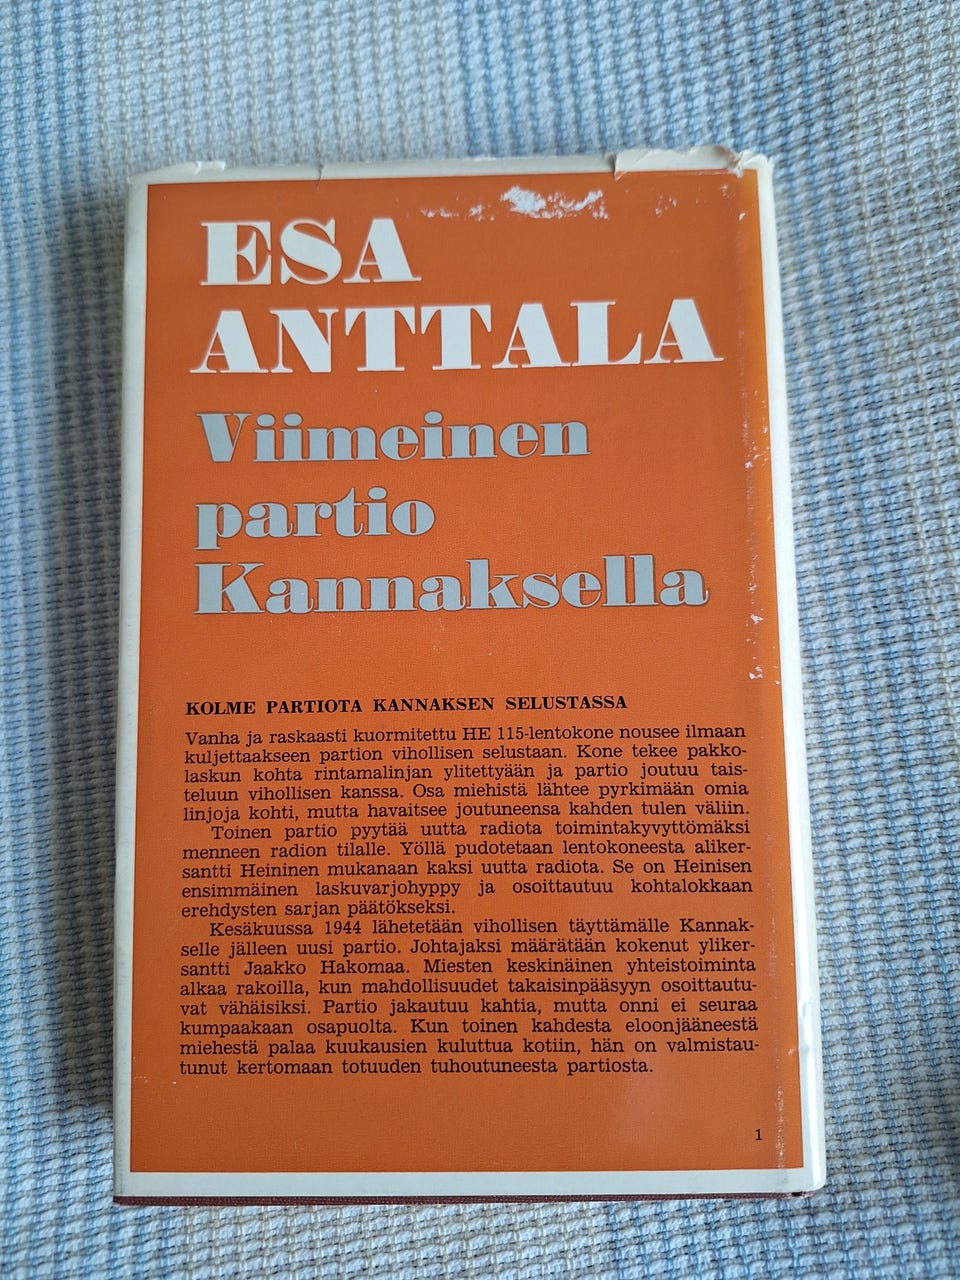 ESA
ANTTALA
Viimeinen
partio
Kannaksella
KOLME PARTIOTA KANNAKSEN SELUSTASSA
Vanha ja raskaasti kuormitettu HE 115-lentokone nousee ilmaan
kuljettaakseen partion vihollisen selustaan. Kone tekee pakko-
laskun kohta rintamalinjan ylitettyään ja partio joutuu tais-
teluun vihollisen kanssa. Osa miehistä lähtee pyrkimään omia
linjoja kohti, mutta havaitsee joutuneensa kahden tulen väliin.
Toinen partio pyytää uutta radiota toimintakyvyttömäksi
menneen radion tilalle. Yöllä pudotetaan lentokoneesta aliker-
santti Heininen mukanaan kaksi uutta radiota. Se on Heinisen
ensimmäinen laskuvarjohyppy ja osoittautuu kohtalokkaan
erehdysten sarjan päätökseksi.
Kesäkuussa 1944 lähetetään vihollisen täyttämälle Kannak-
selle jälleen uusi partio. Johtajaksi määrätään kokenut yliker-
santti Jaakko Hakomaa. Miesten keskinäinen yhteistoiminta
alkaa rakoilla, kun mahdollisuudet takaisinpääsyyn osoittautu-
vat vähäisiksi. Partio jakautuu kahtia, mutta onni ei seuraa
kumpaakaan osapuolta. Kun toinen kahdesta eloonjääneestä
miehestä palaa kuukausien kuluttua kotiin, hän on valmistau-
tunut kertomaan totuuden tuhoutuneesta partiosta.
1